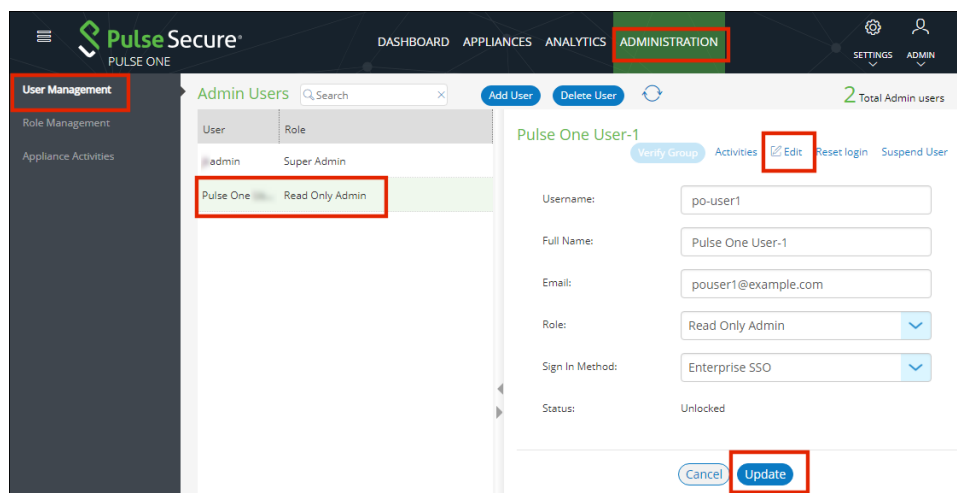 Pulse Secure®
PULSE ONE
DASHBOARD APPLIANCES ANALYTICS ADMINISTRATION
SETTINGS ADMIN
User Management
Role Management
Appliance Activities
Admin Users Search × Add User Delete User 2 Total Admin users
User Role
admin Super Admin
Pulse One Read Only Admin
Pulse One User-1
Verify Group Activities Edit Reset login Suspend User
Username: po-user1
Full Name: Pulse One User-1
Email: pouser1@example.com
Role: Read Only Admin
Sign In Method: Enterprise SSO
Status: Unlocked
Cancel Update